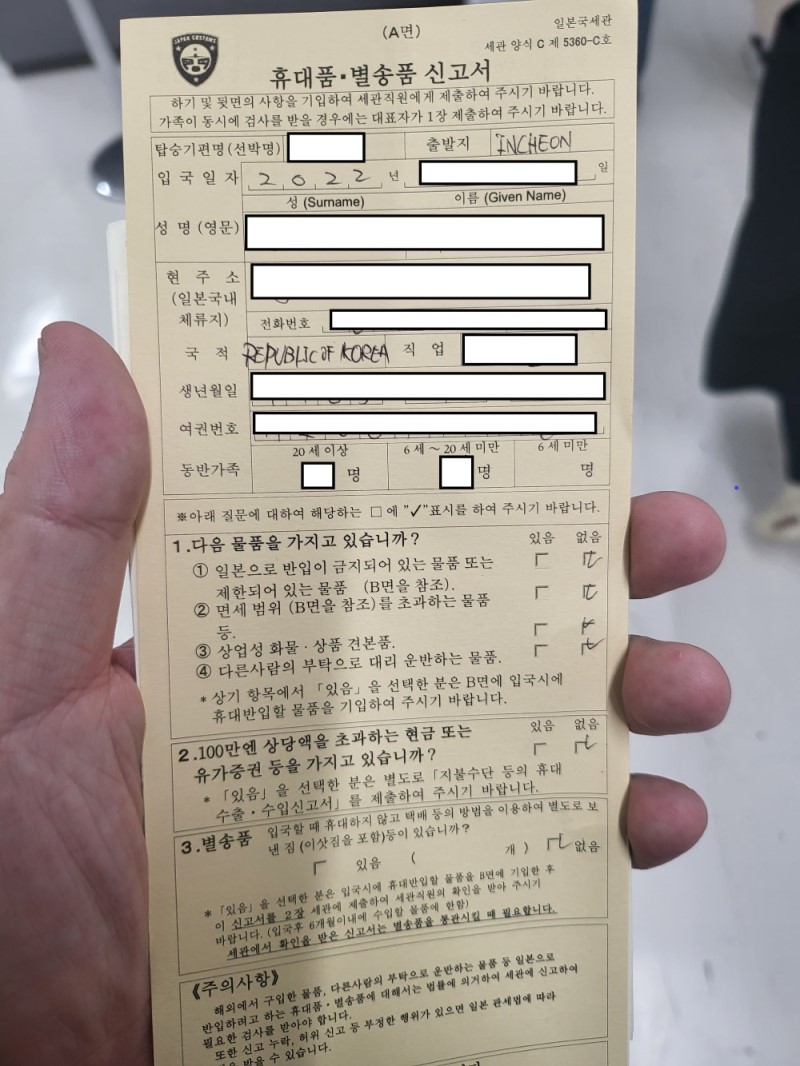 JAPAN CUSTOMS
(A면)
일본국세관
세관 양식 C 제 5360-C호
휴대품·별송품 신고서
하기 및 뒷면의 사항을 기입하여 세관직원에게 제출하여 주시기 바랍니다.
가족이 동시에 검사를 받을 경우에는 대표자가 1장 제출하여 주시기 바랍니다.
탑승기편명(선박명) 출발지 INCHEON
입국일자 2022 년 일
성 (Surname) 이름 (Given Name)
성 명 (영문)
현 주 소
(일본국내
체류지) 전화번호
국 적 REPUBLIC OF KOREA 직 업
생년월일
여권번호
20세 이상 6세 ~ 20세 미만 6세 미만
동반가족 명 명 명
※아래 질문에 대하여 해당하는 □ 에 "✓"표시를 하여 주시기 바랍니다.
1.다음 물품을 가지고 있습니까? 있음 없음
① 일본으로 반입이 금지되어 있는 물품 또는
제한되어 있는 물품 (B면을 참조).
② 면세 범위 (B면을 참조)를 초과하는 물품
등.
③ 상업성 화물·상품 견본품.
④ 다른사람의 부탁으로 대리 운반하는 물품.
* 상기 항목에서 「있음」을 선택한 분은 B면에 입국시에
휴대반입할 물품을 기입하여 주시기 바랍니다.
2.100만엔 상당액을 초과하는 현금 또는 있음 없음
유가증권 등을 가지고 있습니까?
* 「있음」을 선택한 분은 별도로 「지불수단 등의 휴대
수출·수입신고서」를 제출하여 주시기 바랍니다.
3.별송품 입국할 때 휴대하지 않고 택배 등의 방법을 이용하여 별도로 보
낸 짐 (이삿짐을 포함)등이 있습니까?
있음 ( 개 ) 없음
* 「있음」을 선택한 분은 입국시에 휴대반입할 물품을 B면에 기입한 후
이 신고서를 2장 세관에 제출하여 세관직원의 확인을 받아 주시기
바랍니다. (입국후 6개월이내에 수입할 물품에 한함)
세관에서 확인을 받은 신고서는 별송품을 통관시킬 때 필요합니다.
《주의사항》
해외에서 구입한 물품, 다른사람의 부탁으로 운반하는 물품 등 일본으로
반입하려고 하는 휴대품·별송품에 대해서는 법률에 의거하여 세관에 신고하여
필요한 검사를 받아야 합니다.
또한 신고 누락, 허위 신고 등 부정한 행위가 있으면 일본 관세법에 따라
받을 수 있습니다.